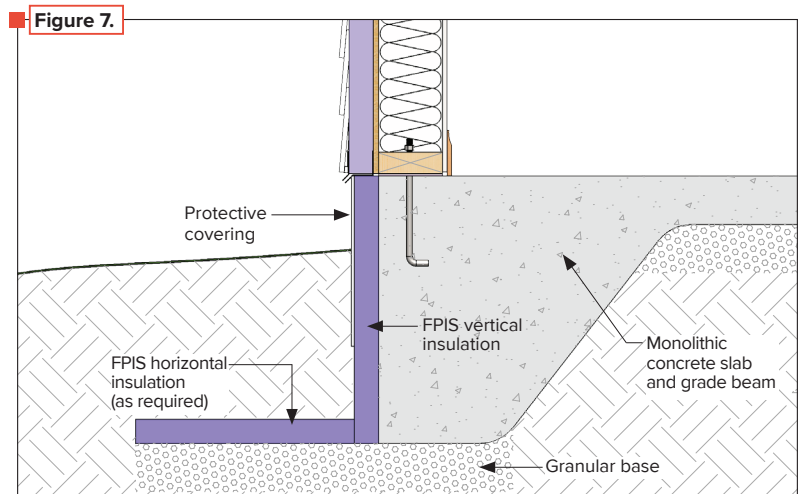 Figure 7.
Protective
covering
FPIS vertical
insulation
FPIS horizontal
insulation
(as required)
Monolithic
concrete slab
and grade beam
Granular base